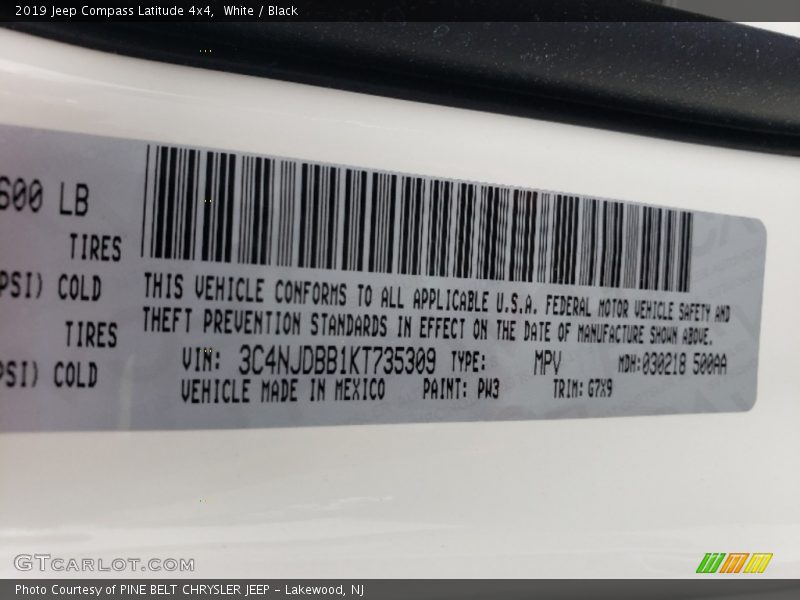 2019 Jeep Compass Latitude 4x4, White / Black
600 LB
TIRES
PSI) COLD
THIS VEHICLE CONFORMS TO ALL APPLICABLE U.S.A. FEDERAL MOTOR VEHICLE SAFETY AND
THEFT PREVENTION STANDARDS IN EFFECT ON THE DATE OF MANUFACTURE SHOWN ABOVE.
TIRES
PSI) COLD
VIN: 3C4NJDBB1KT735309 TYPE: MPV MDH:030218 500AA
VEHICLE MADE IN MEXICO PAINT: PW3 TRIM: G7X9
GTCARLOT.COM
Photo Courtesy of PINE BELT CHRYSLER JEEP - Lakewood, NJ